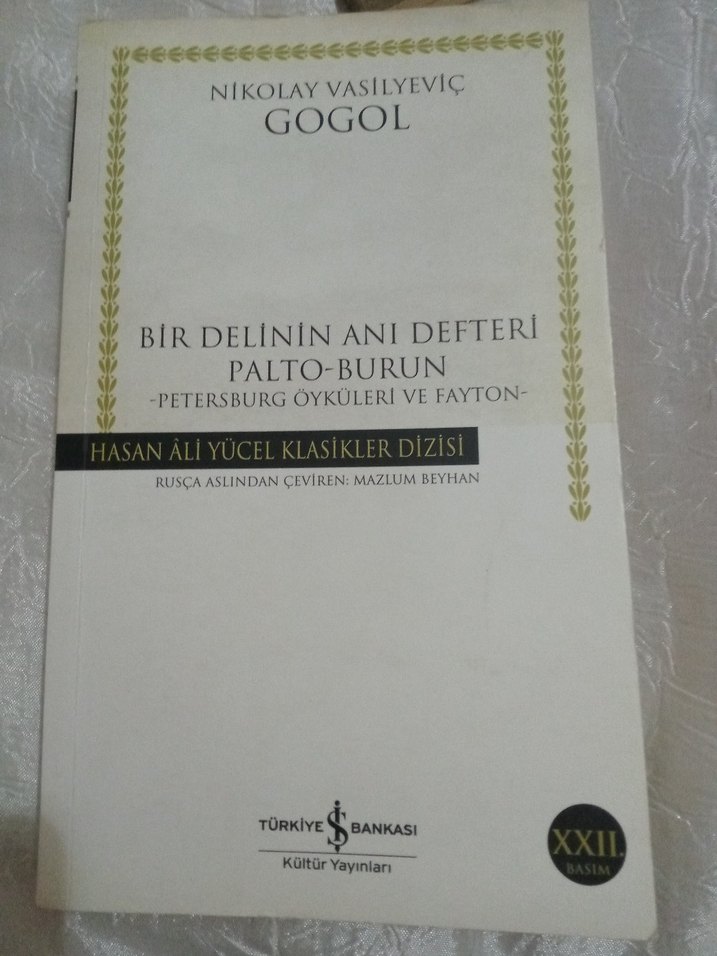 NİKOLAY VASİLYEVİÇ
GOGOL
BİR DELİNİN ANI DEFTERİ
PALTO-BURUN
-PETERSBURG ÖYKÜLERİ VE FAYTON-
HASAN ÂLİ YÜCEL KLASİKLER DİZİSİ
RUSÇA ASLINDAN ÇEVİREN: MAZLUM BEYHAN
TÜRKİYE İŞ BANKASI
Kültür Yayınları
XXII.
BASIM